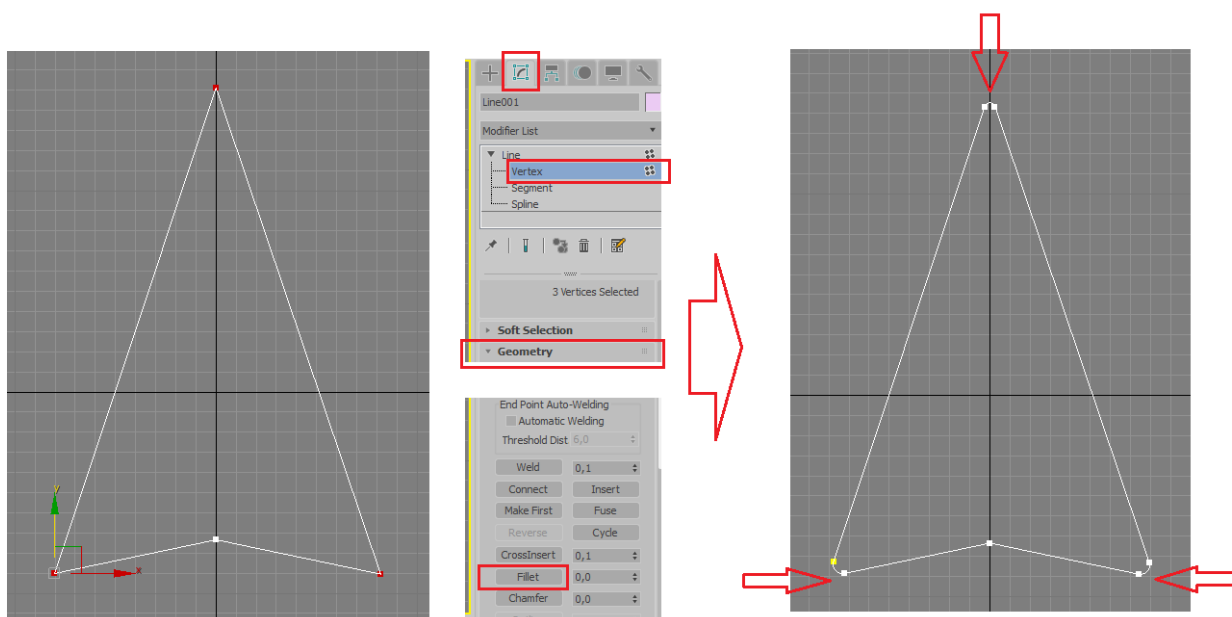 Line001
Modifier List
Line
Vertex
Segment
Spline
3 Vertices Selected
Soft Selection
Geometry
End Point Auto-Welding
Automatic Welding
Threshold Dist 6,0
Weld 0,1
Connect Insert
Make First Fuse
Reverse Cycle
CrossInsert 0,1
Fillet 0,0
Chamfer 0,0
y
x